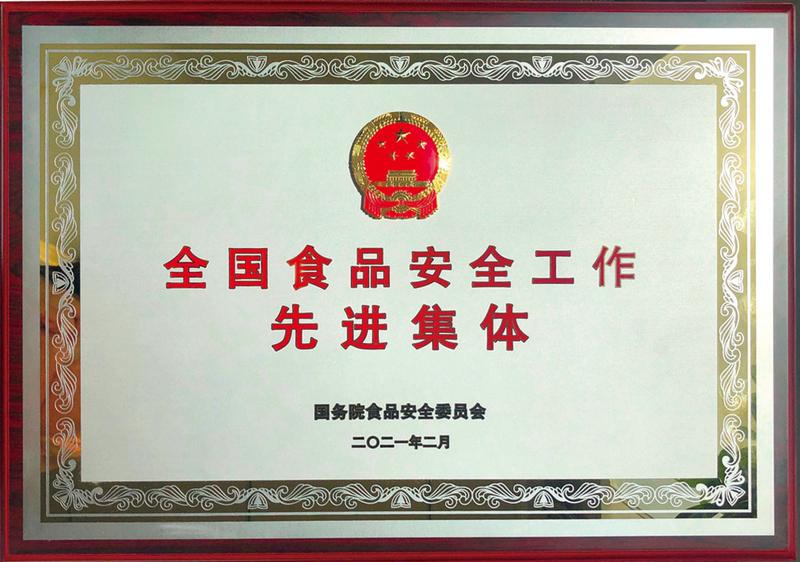 全国食品安全工作
先进集体
国务院食品安全委员会
二〇二一年二月